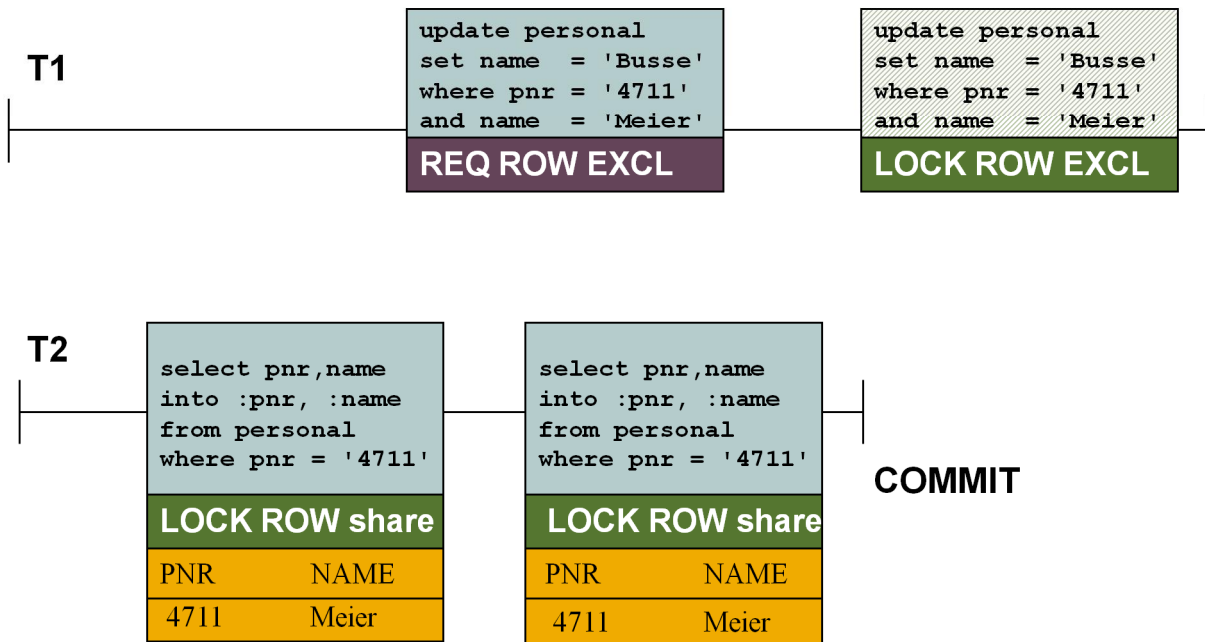 T1
update personal
set name  = 'Busse'
where pnr = '4711'
and name  = 'Meier'
REQ ROW EXCL
update personal
set name  = 'Busse'
where pnr = '4711'
and name  = 'Meier'
LOCK ROW EXCL
T2
select pnr,name
into :pnr, :name
from personal
where pnr = '4711'
LOCK ROW share
PNR NAME
4711 Meier
select pnr,name
into :pnr, :name
from personal
where pnr = '4711'
LOCK ROW share
PNR NAME
4711 Meier
COMMIT